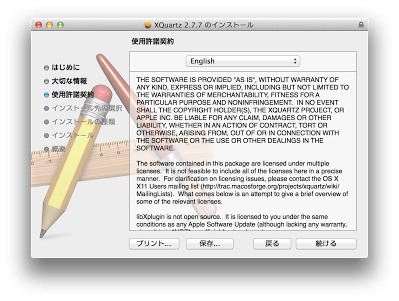 XQuartz 2.7.7 のインストール
使用許諾契約
はじめに
大切な情報
使用許諾契約
インストール先の選択
インストールの種類
インストール
概要
English
THE SOFTWARE IS PROVIDED "AS IS", WITHOUT WARRANTY OF
ANY KIND, EXPRESS OR IMPLIED, INCLUDING BUT NOT LIMITED TO
THE WARRANTIES OF MERCHANTABILITY, FITNESS FOR A
PARTICULAR PURPOSE AND NONINFRINGEMENT. IN NO EVENT
SHALL THE COPYRIGHT HOLDER(S), THE XQUARTZ PROJECT, OR
APPLE INC. BE LIABLE FOR ANY CLAIM, DAMAGES OR OTHER
LIABILITY, WHETHER IN AN ACTION OF CONTRACT, TORT OR
OTHERWISE, ARISING FROM, OUT OF OR IN CONNECTION WITH
THE SOFTWARE OR THE USE OR OTHER DEALINGS IN THE
SOFTWARE.
The software contained in this package are licensed under multiple
licenses. It is not feasible to include all of the licenses here in a precise
manner. For clarification on licensing issues, please contact the OS X
X11 Users mailing list (http://trac.macosforge.org/projects/xquartz/wiki/
MailingLists). What comes below is an attempt to give a brief overview of
some of the relevant licenses.
libXplugin is not open source. It is licensed to you under the same
conditions as any Apple Software Update (although lacking any warranty,
プリント...
保存...
戻る
続ける